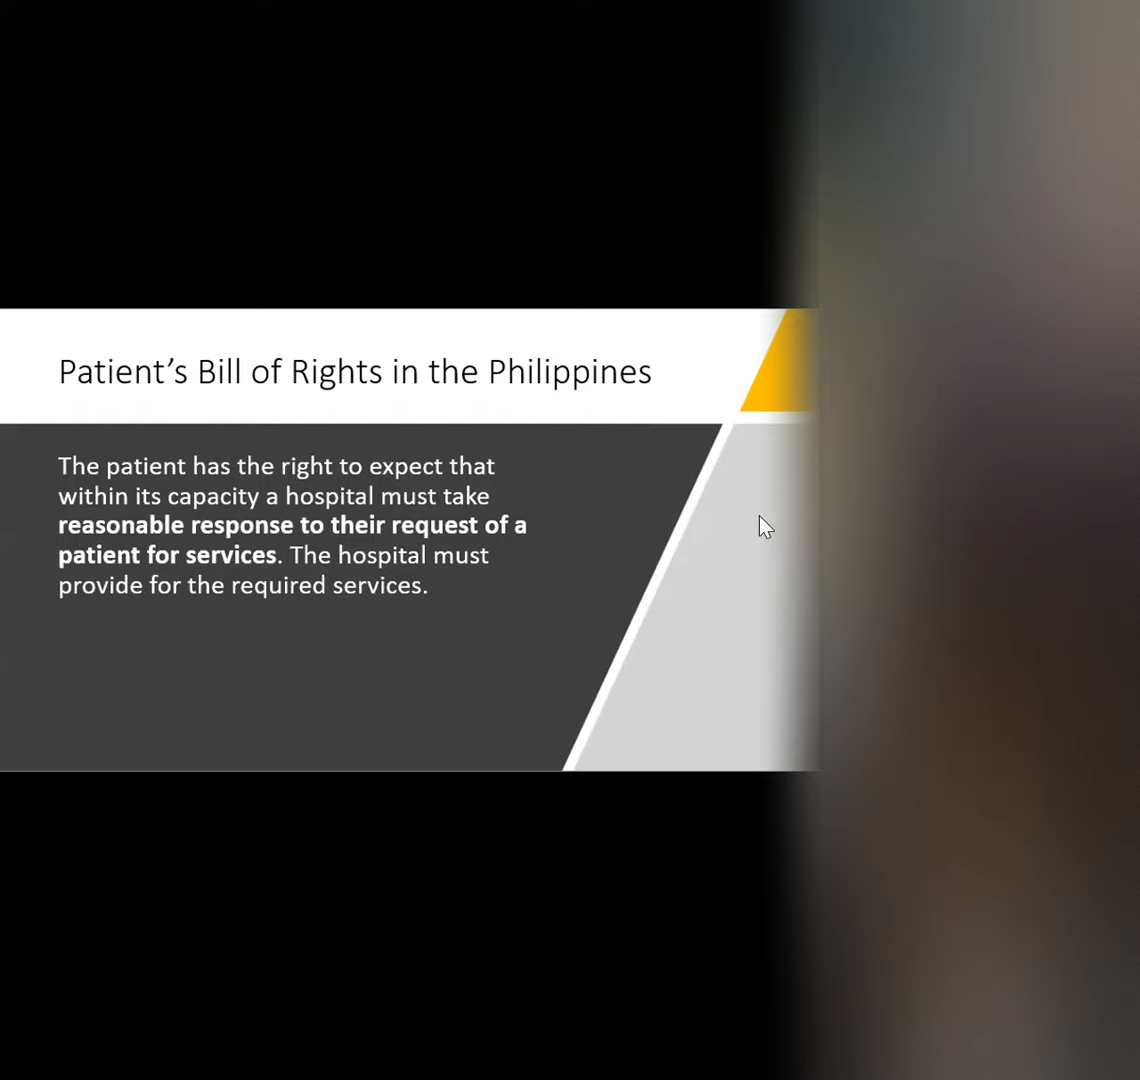 Patient’s Bill of Rights in the Philippines
The patient has the right to expect that
within its capacity a hospital must take
reasonable response to their request of a
patient for services. The hospital must
provide for the required services.